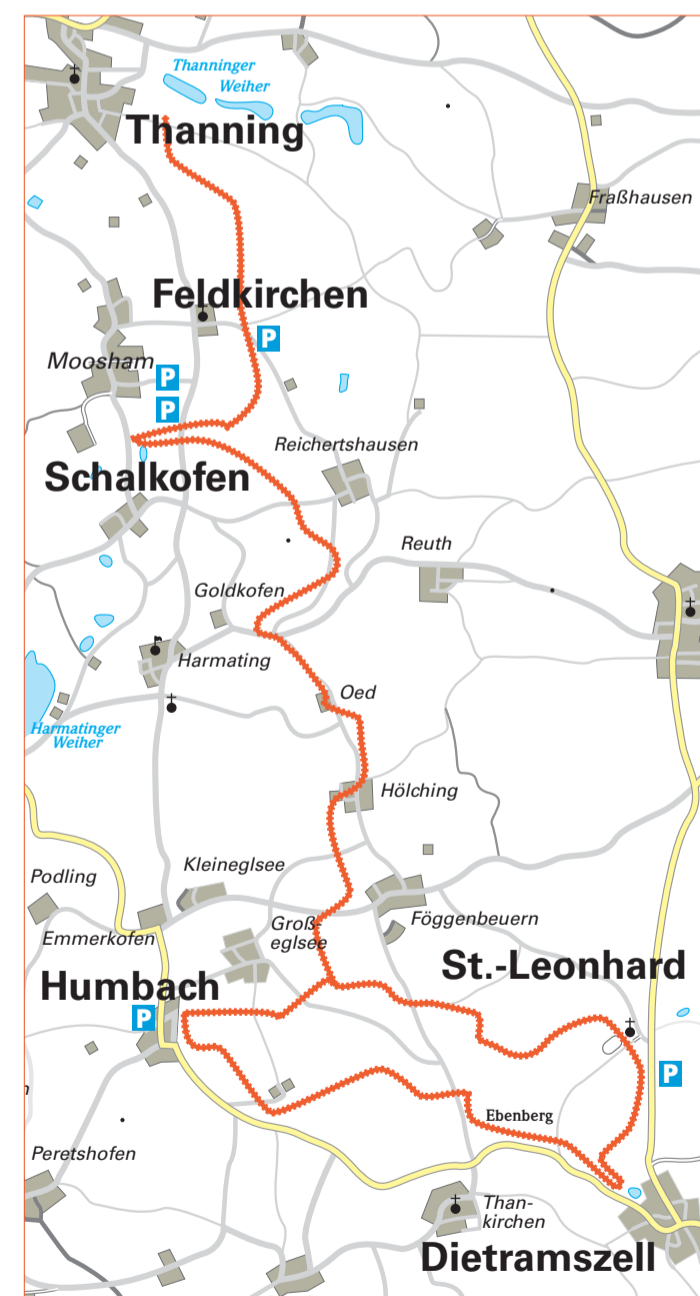 Thanninger
Weiher
Thanning
Fraßhausen
Feldkirchen
P
Moosham
P
P
Reichertshausen
Schalkofen
Reuth
Goldkofen
Harmating
Oed
Harmatinger
Weiher
Hölching
Kleineglsee
Podling
Föggenbeuern
Groß-
eglsee
Emmerkofen
St.-Leonhard
Humbach
P
P
Ebenberg
Peretshofen
Than-
kirchen
Dietramszell